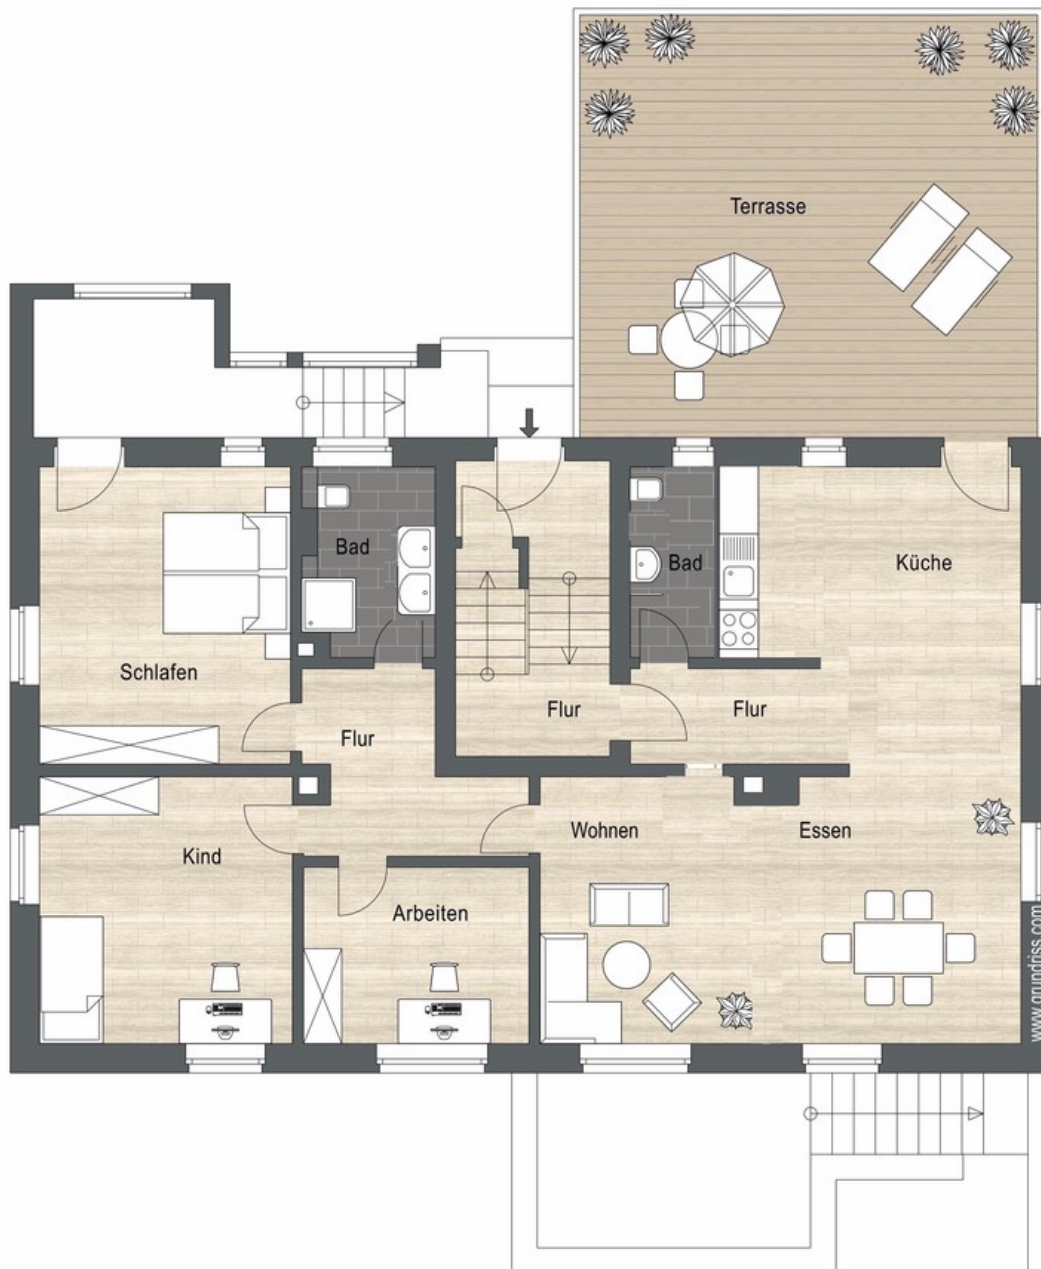 Terrasse
Bad
Bad
Küche
Schlafen
Flur
Flur
Flur
Wohnen
Essen
Kind
Arbeiten
www.grundriss.com